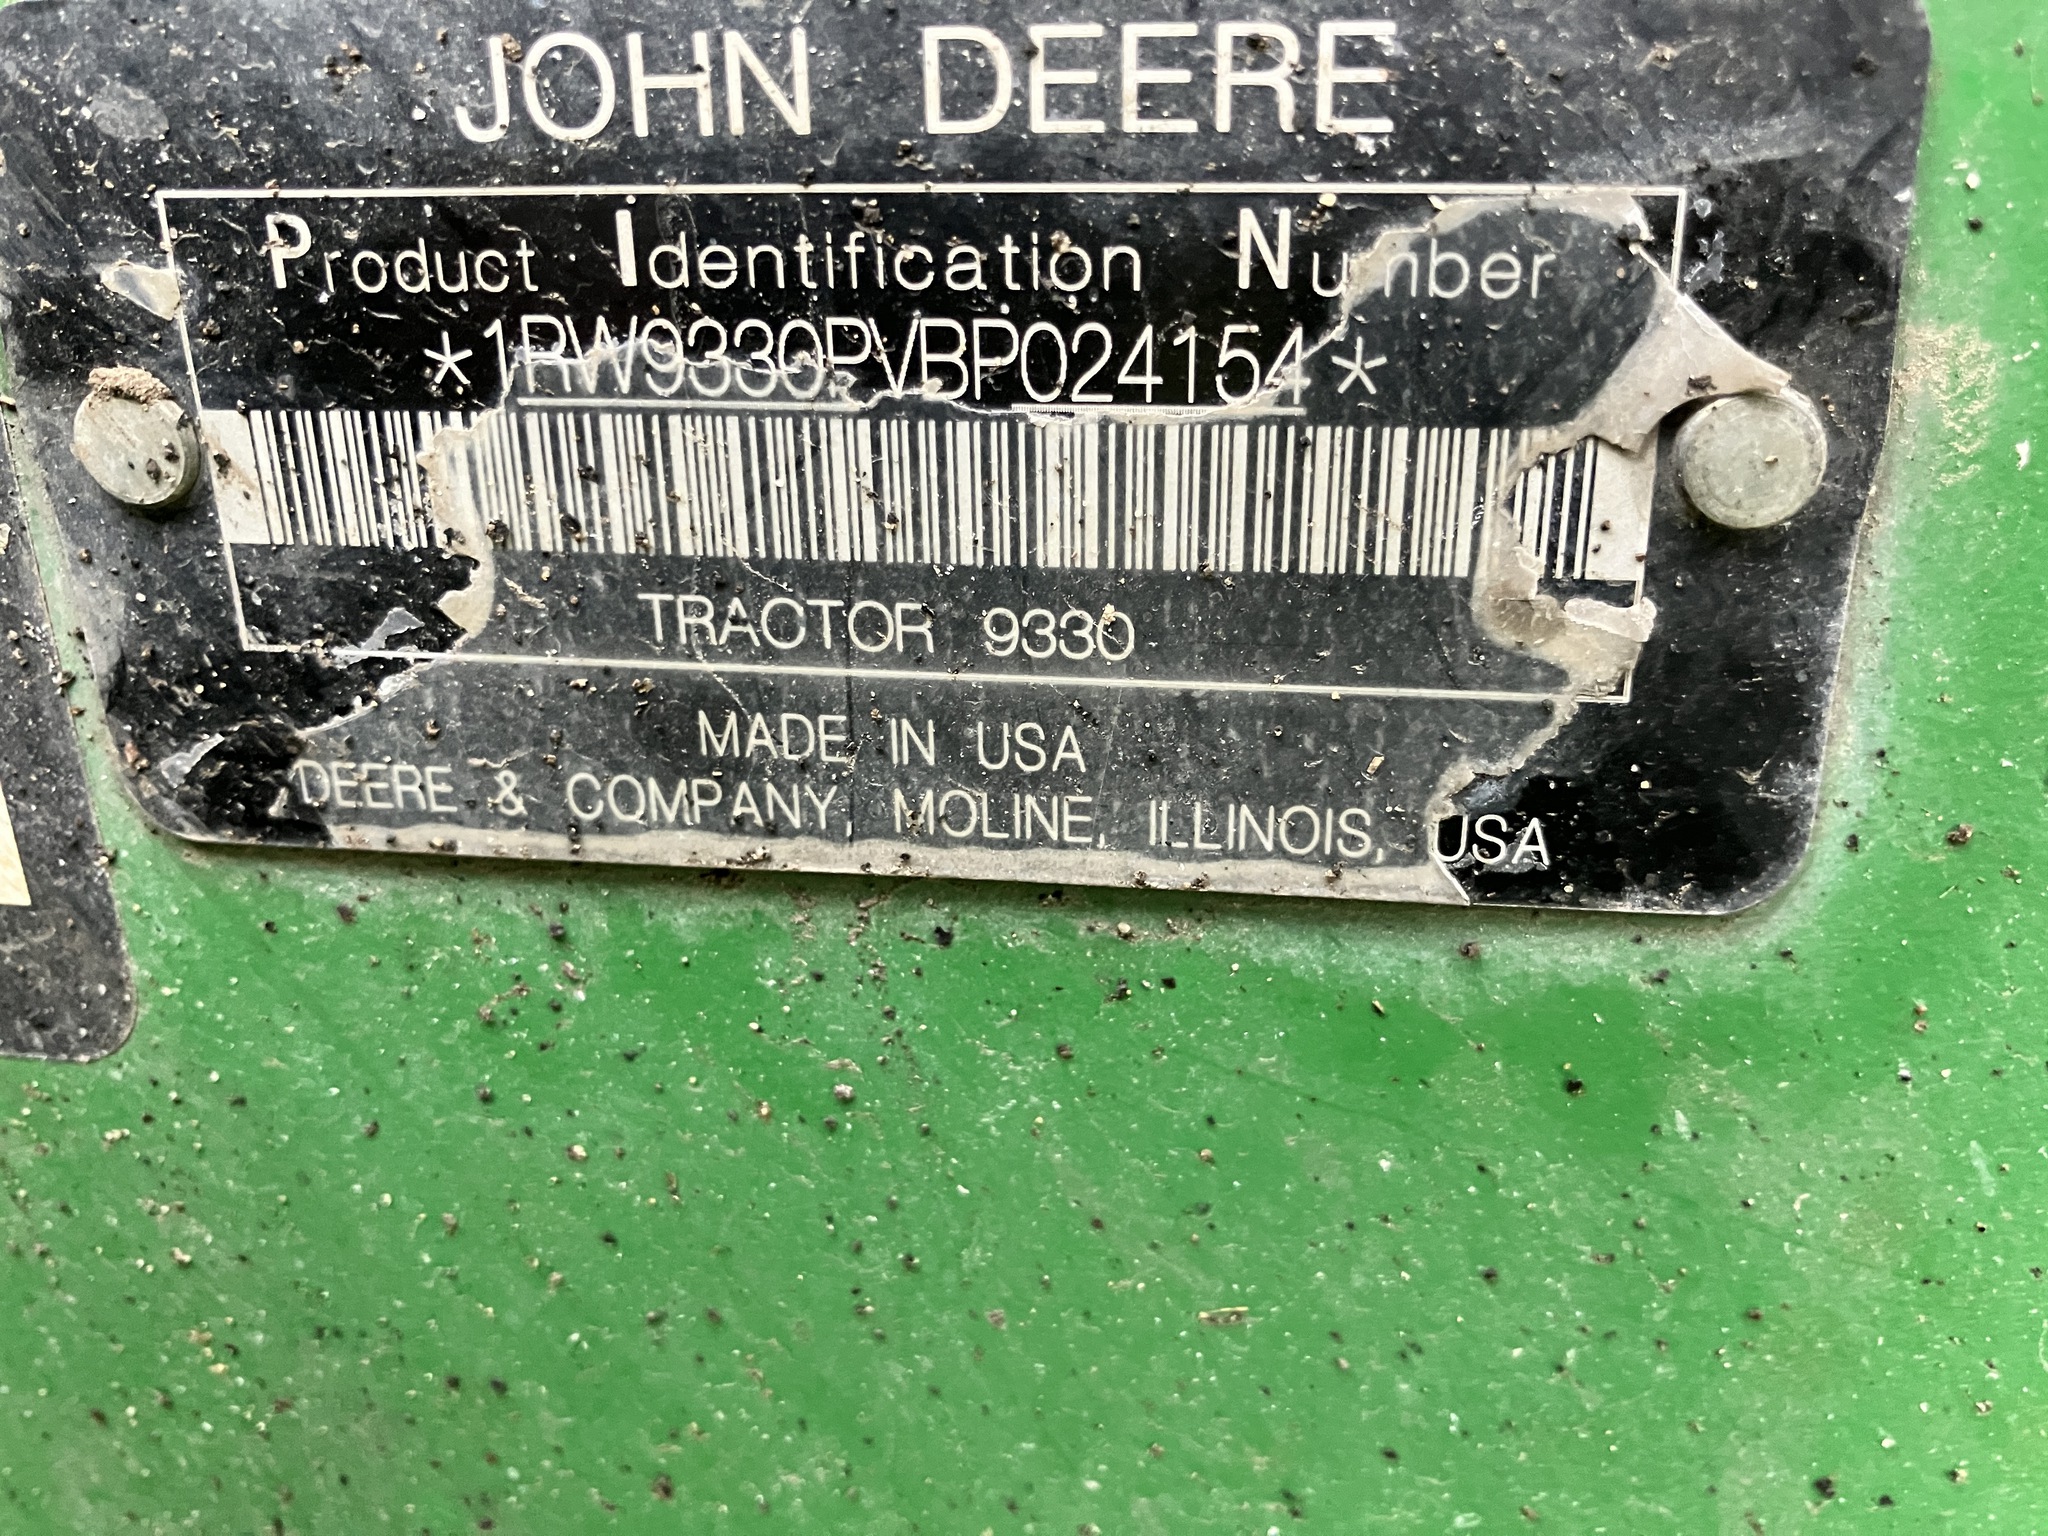 JOHN DEERE
Product Identification Number
*1RW9330PVBP024154*
TRACTOR 9330
MADE IN USA
DEERE & COMPANY, MOLINE, ILLINOIS, USA